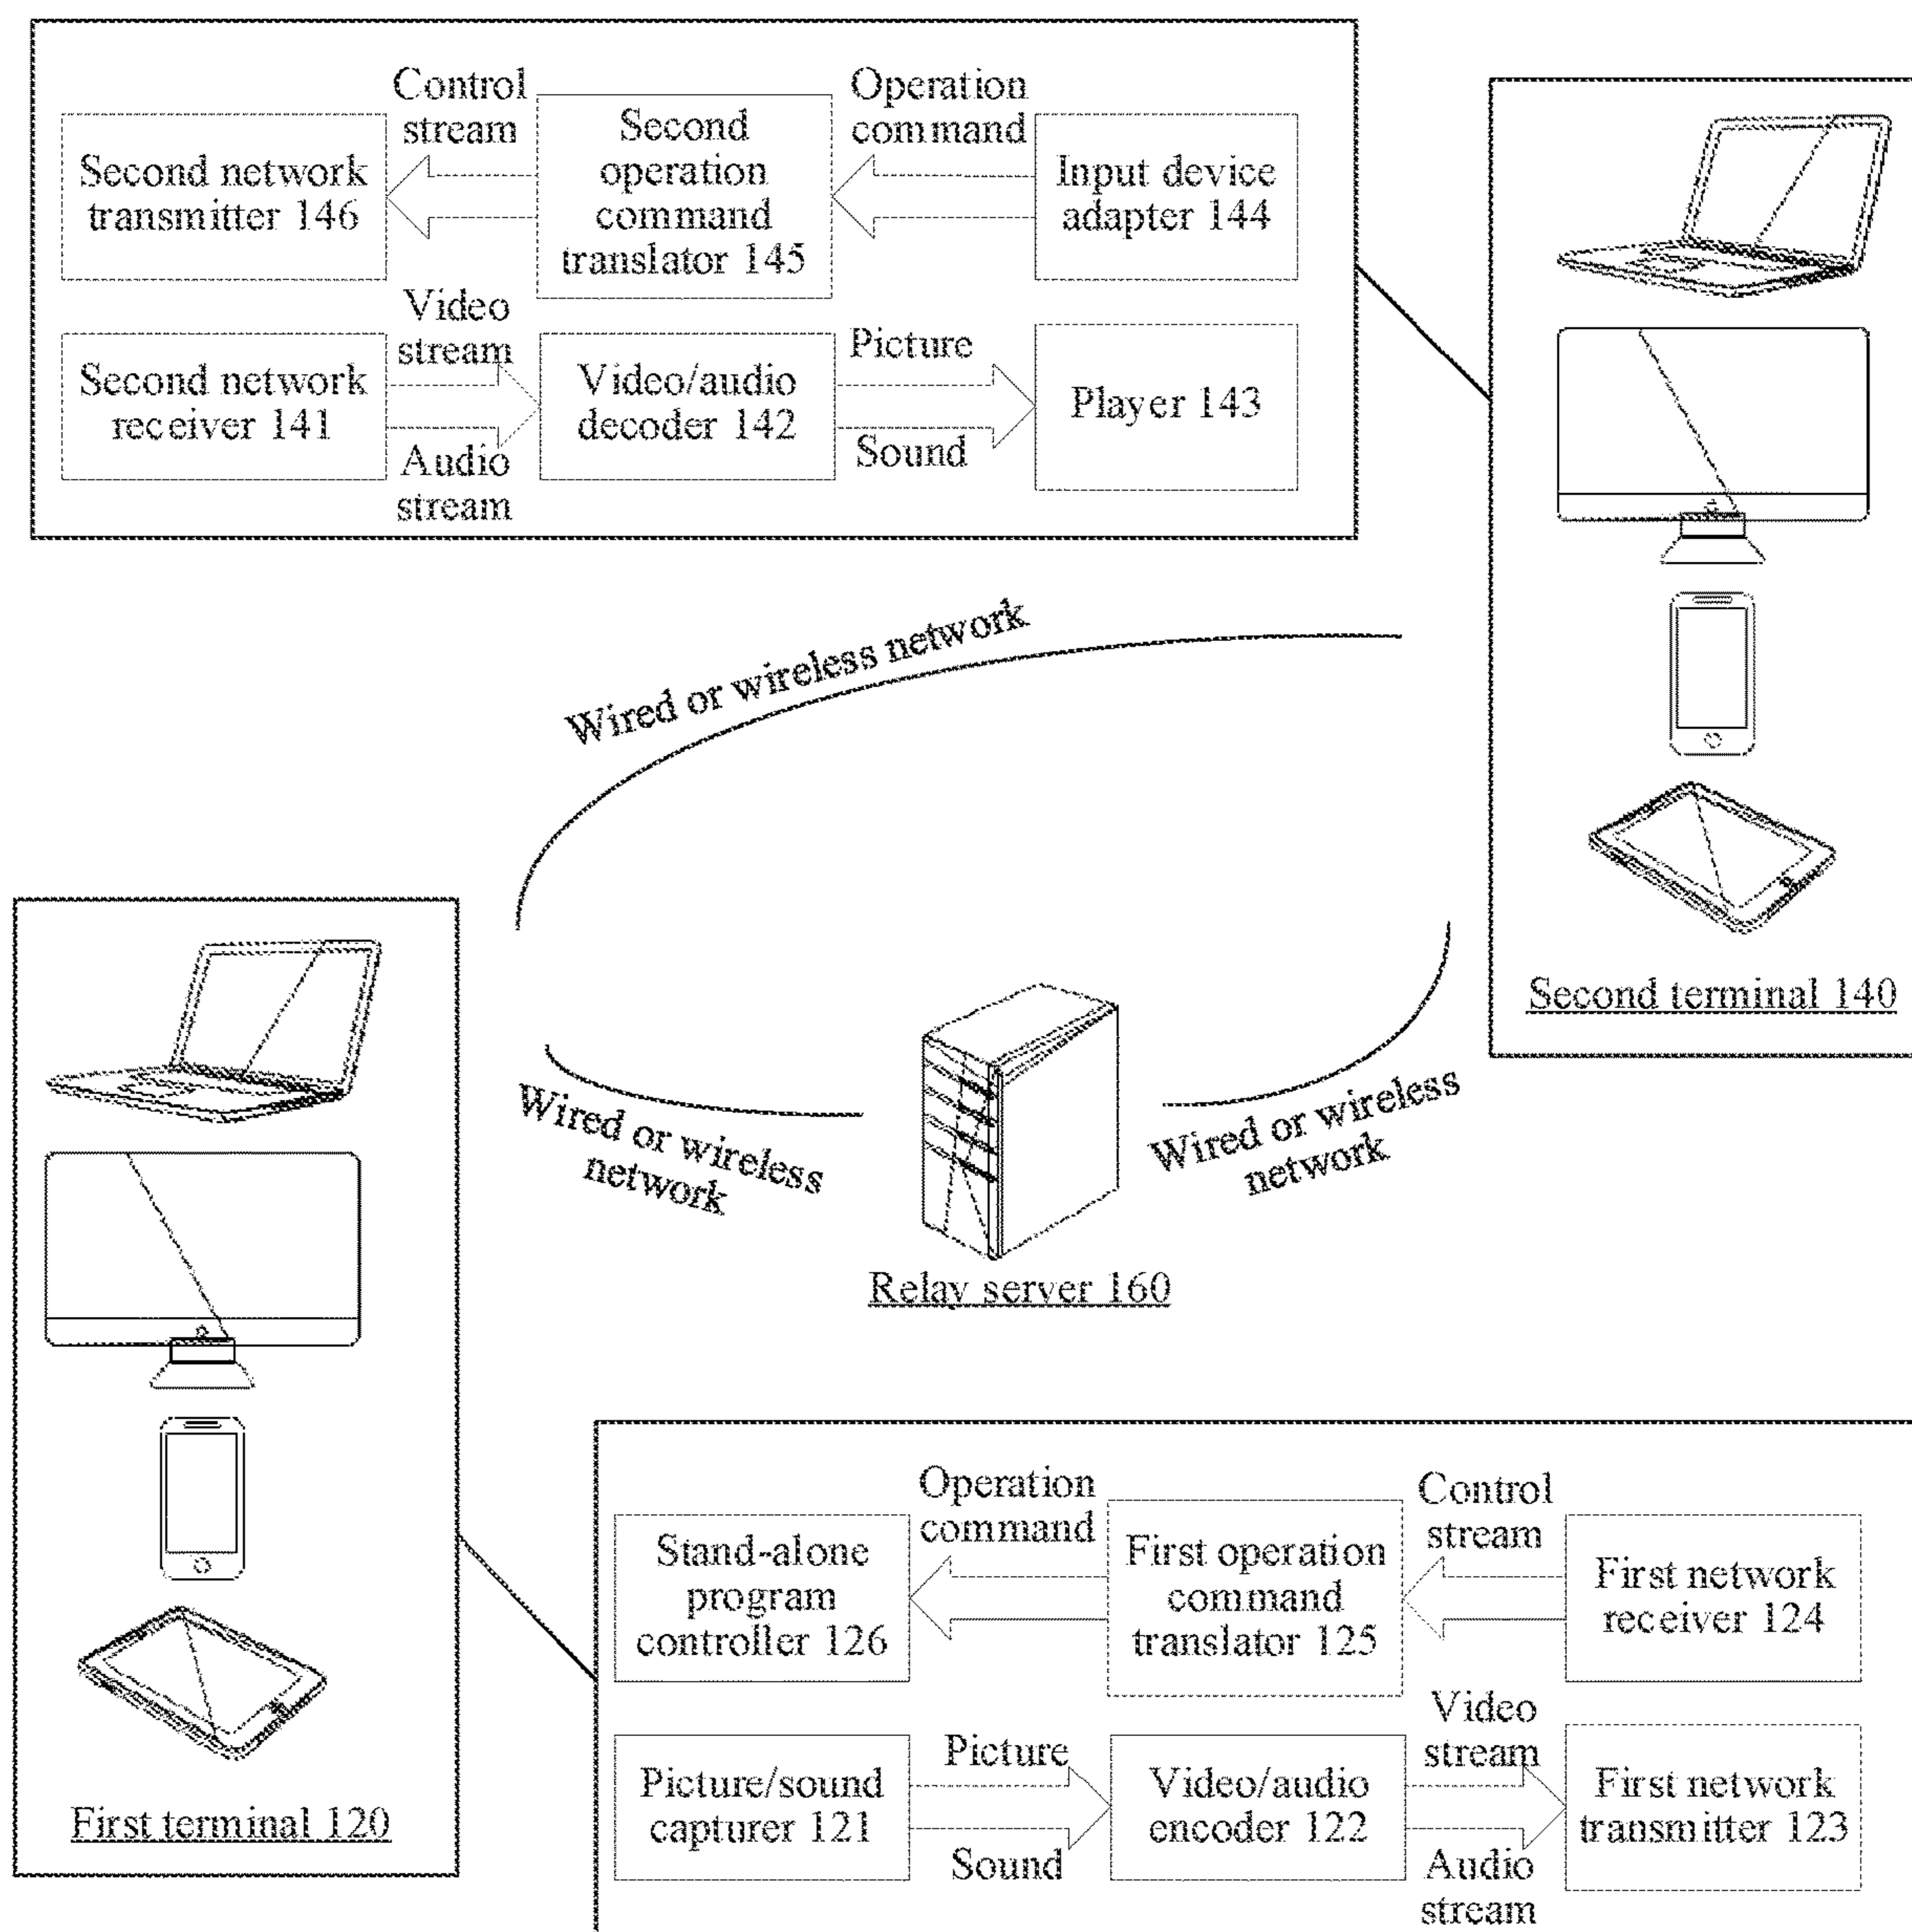 Control
stream
Operation
command
Second network
transmitter 146
Second
operation
command
translator 145
Input device
adapter 144
Video
stream
Picture
Second network
receiver 141
Video/audio
decoder 142
Player 143
Audio
stream
Sound
Wired or wireless network
Second terminal 140
Wired or wireless
network
Wired or wireless
network
Relay server 160
First terminal 120
Operation
command
Control
stream
Stand-alone
program
controller 126
First operation
command
translator 125
First network
receiver 124
Picture
Video
stream
Picture/sound
capturer 121
Video/audio
encoder 122
First network
transmitter 123
Sound
Audio
stream